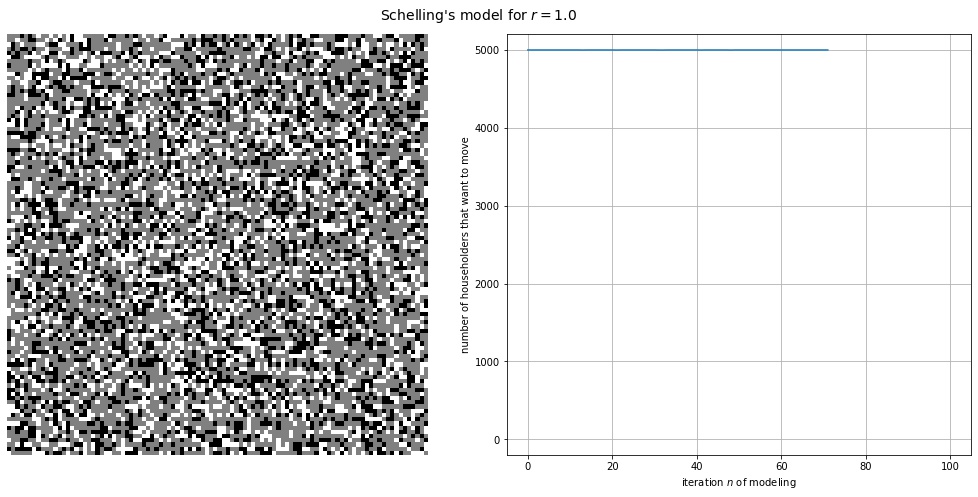 Schelling's model for r = 1.0
number of householders that want to move
5000
4000
3000
2000
1000
0
0 20 40 60 80 100
iteration n of modeling